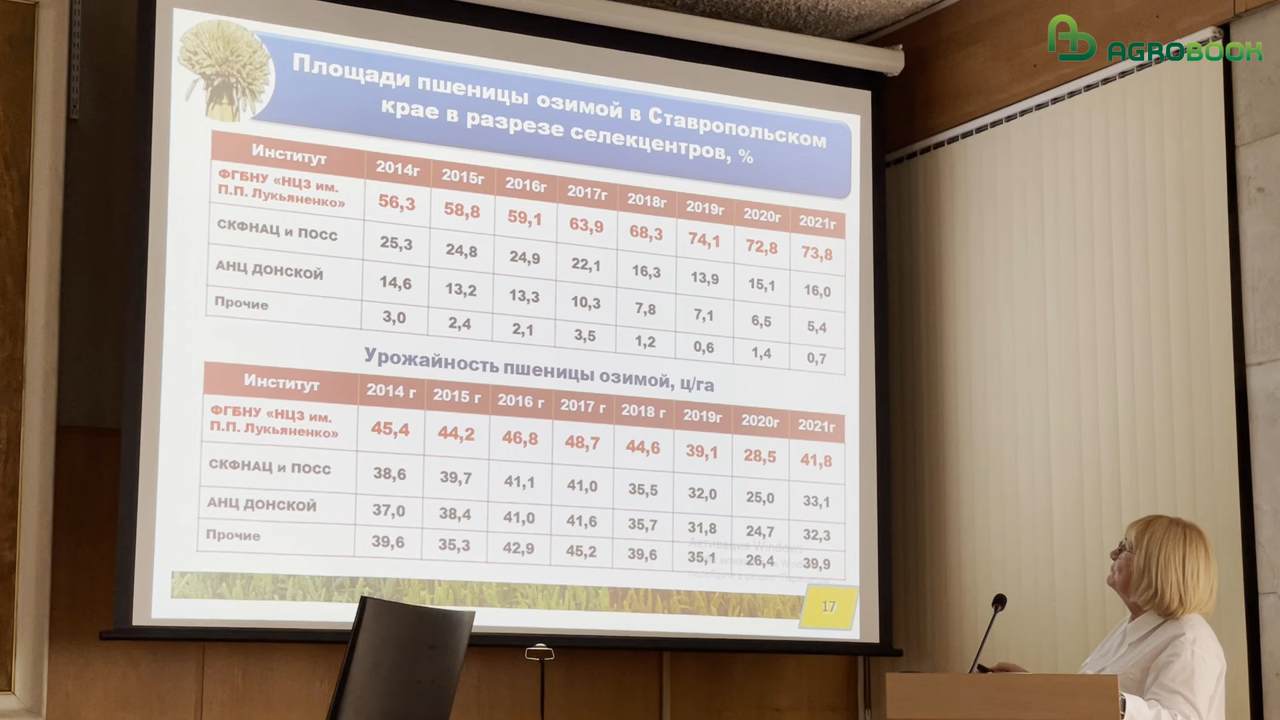 AGROBOOK
Площади пшеницы озимой в Ставропольском
крае в разрезе селекцентров, %
Институт 2014г 2015г 2016г 2017г 2018г 2019г 2020г 2021г
ФГБНУ «НЦЗ им.
П.П. Лукьяненко» 56,3 58,8 59,1 63,9 68,3 74,1 72,8 73,8
СКФНАЦ и ПОСС 25,3 24,8 24,9 22,1 16,3 13,9 15,1 16,0
АНЦ ДОНСКОЙ 14,6 13,2 13,3 10,3 7,8 7,1 6,5 5,4
Прочие 3,0 2,4 2,1 3,5 1,2 0,6 1,4 0,7
Урожайность пшеницы озимой, ц/га
Институт 2014 г 2015 г 2016 г 2017 г 2018 г 2019г 2020г 2021г
ФГБНУ «НЦЗ им.
П.П. Лукьяненко» 45,4 44,2 46,8 48,7 44,6 39,1 28,5 41,8
СКФНАЦ и ПОСС 38,6 39,7 41,1 41,0 35,5 32,0 25,0 33,1
АНЦ ДОНСКОЙ 37,0 38,4 41,0 41,6 35,7 31,8 24,7 32,3
Прочие 39,6 35,3 42,9 45,2 39,6 35,1 26,4 39,9
Активация Windows
17